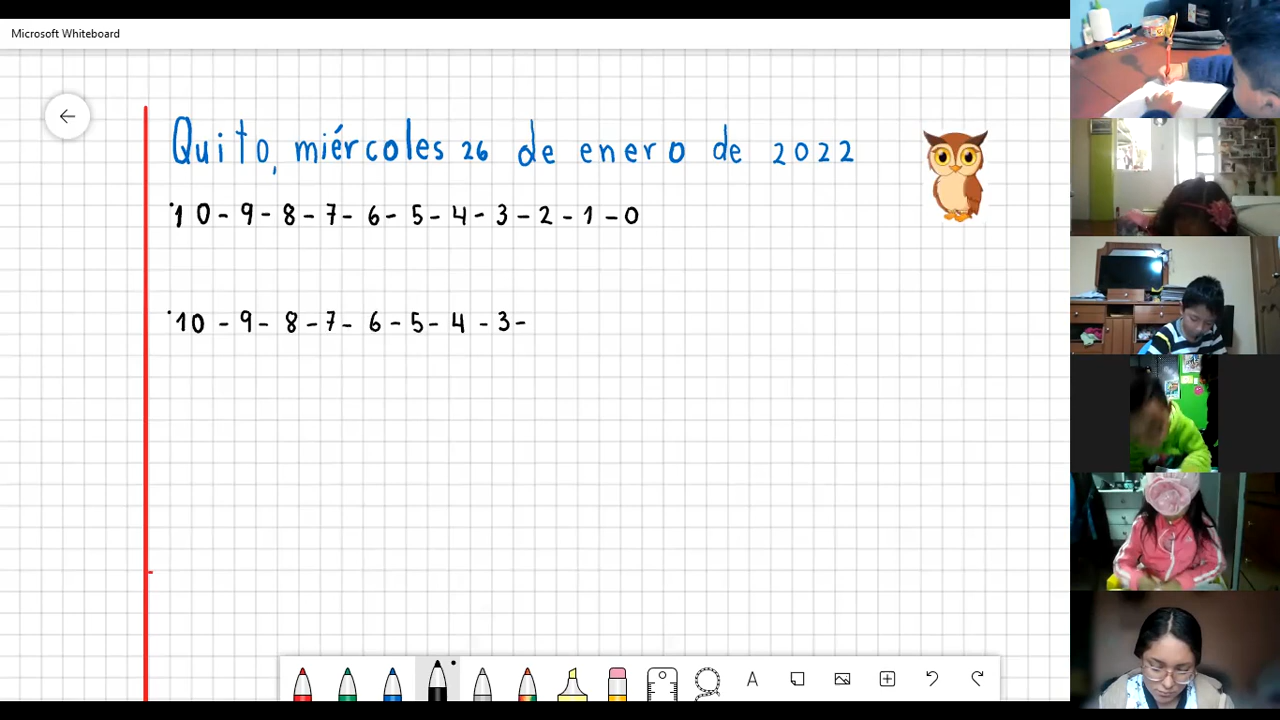 Microsoft Whiteboard
Quito, miércoles 26 de enero de 2022
10 - 9 - 8 - 7 - 6 - 5 - 4 - 3 - 2 - 1 - 0
10 - 9 - 8 - 7 - 6 - 5 - 4 - 3 -
A